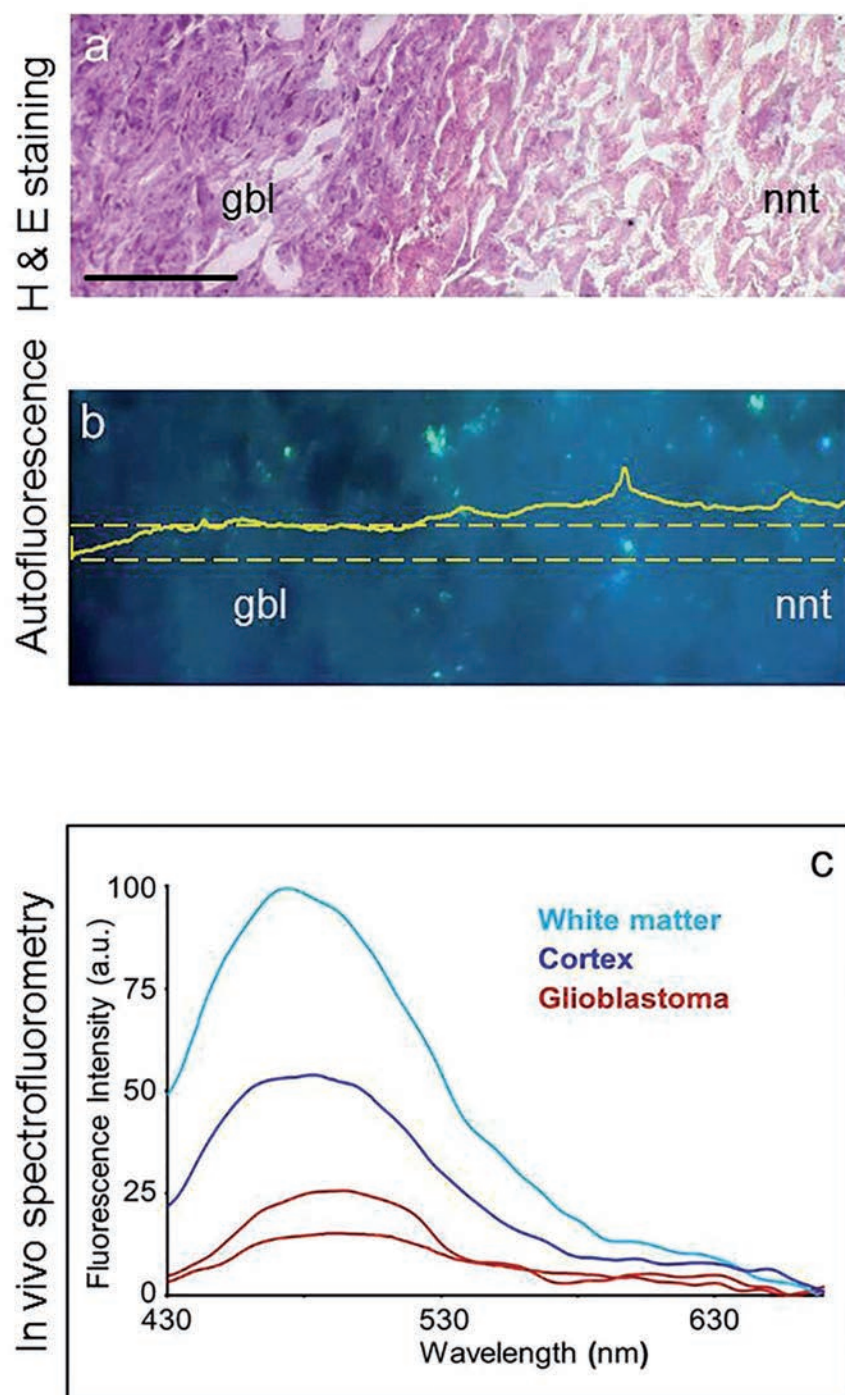 H & E staining
a
gbl
nnt
Autofluorescence
b
gbl
nnt
In vivo spectrofluorometry
c
Fluorescence Intensity (a.u.)
100
75
50
25
0
White matter
Cortex
Glioblastoma
430
530
630
Wavelength (nm)